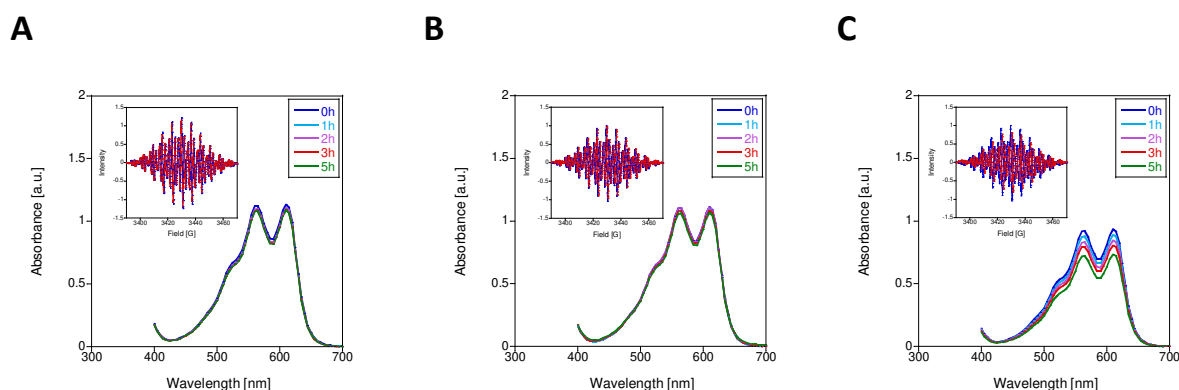 A
B
C
2
1.5
1
0.5
0
300
400
500
600
700
Absorbance [a.u.]
Wavelength [nm]
0h
1h
2h
3h
5h
1.5
1
0.5
0
-0.5
-1
-1.5
3400
3420
3440
3460
Intensity
Field [G]
2
1.5
1
0.5
0
300
400
500
600
700
Absorbance [a.u.]
Wavelength [nm]
0h
1h
2h
3h
5h
1.5
1
0.5
0
-0.5
-1
-1.5
3400
3420
3440
3460
Intensity
Field [G]
2
1.5
1
0.5
0
300
400
500
600
700
Absorbance [a.u.]
Wavelength [nm]
0h
1h
2h
3h
5h
1.5
1
0.5
0
-0.5
-1
-1.5
3400
3420
3440
3460
Intensity
Field [G]